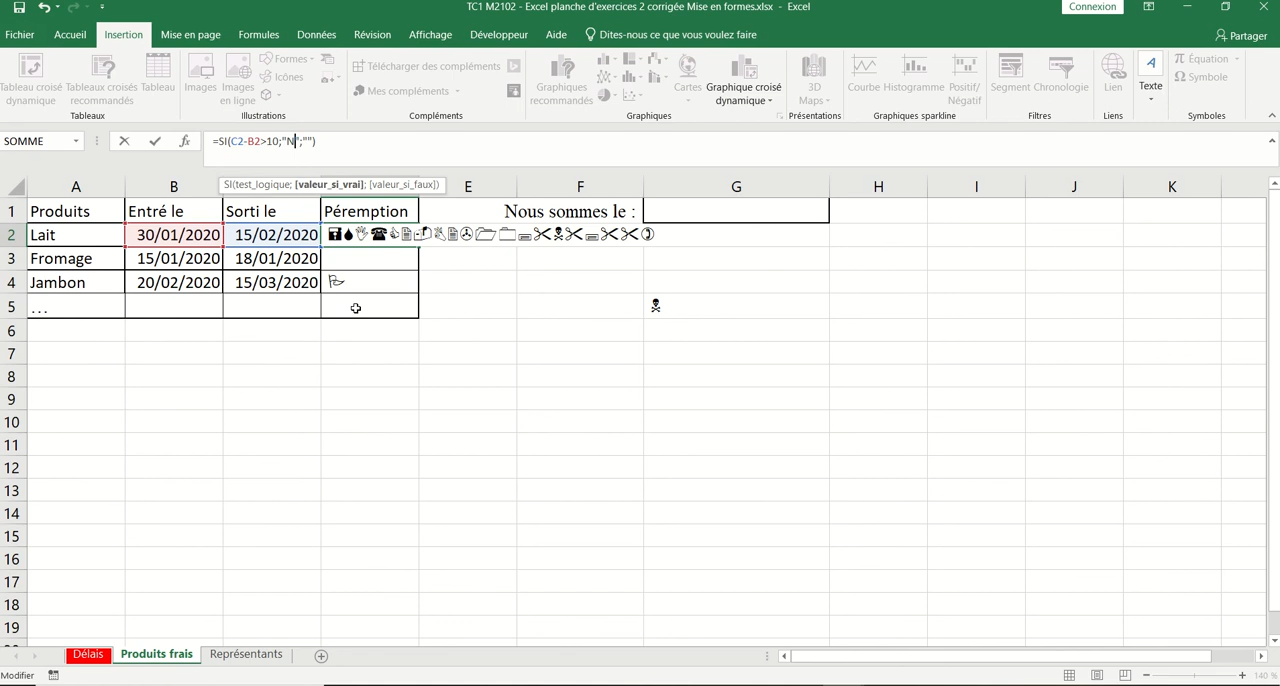 TC1 M2102 - Excel planche d'exercices 2 corrigée Mise en formes.xlsx - Excel
Connexion
Fichier Accueil Insertion Mise en page Formules Données Révision Affichage Développeur Aide Dites-nous ce que vous voulez faire
Partager
Tableau croisé dynamique
Tableaux croisés recommandés
Tableau
Tableaux
Images
Images en ligne
Formes
Icônes
Illustrations
Télécharger des compléments
Mes compléments
Compléments
Graphiques recommandés
Cartes
Graphique croisé dynamique
Graphiques
3D Maps
Présentations
Courbe
Histogramme
Positif/ Négatif
Graphiques sparkline
Segment
Chronologie
Filtres
Lien
Liens
Texte
Équation
Symbole
Symboles
SOMME
fx
=SI(C2-B2>10;"N";"")
SI(test_logique; [valeur_si_vrai]; [valeur_si_faux])
A B E F G H I J K
1 Produits Entré le Sorti le Péremption Nous sommes le :
2 Lait 30/01/2020 15/02/2020
3 Fromage 15/01/2020 18/01/2020
4 Jambon 20/02/2020 15/03/2020
5 ...
6
7
8
9
10
11
12
13
14
15
16
17
18
19
Délais Produits frais Représentants
Modifier
140 %